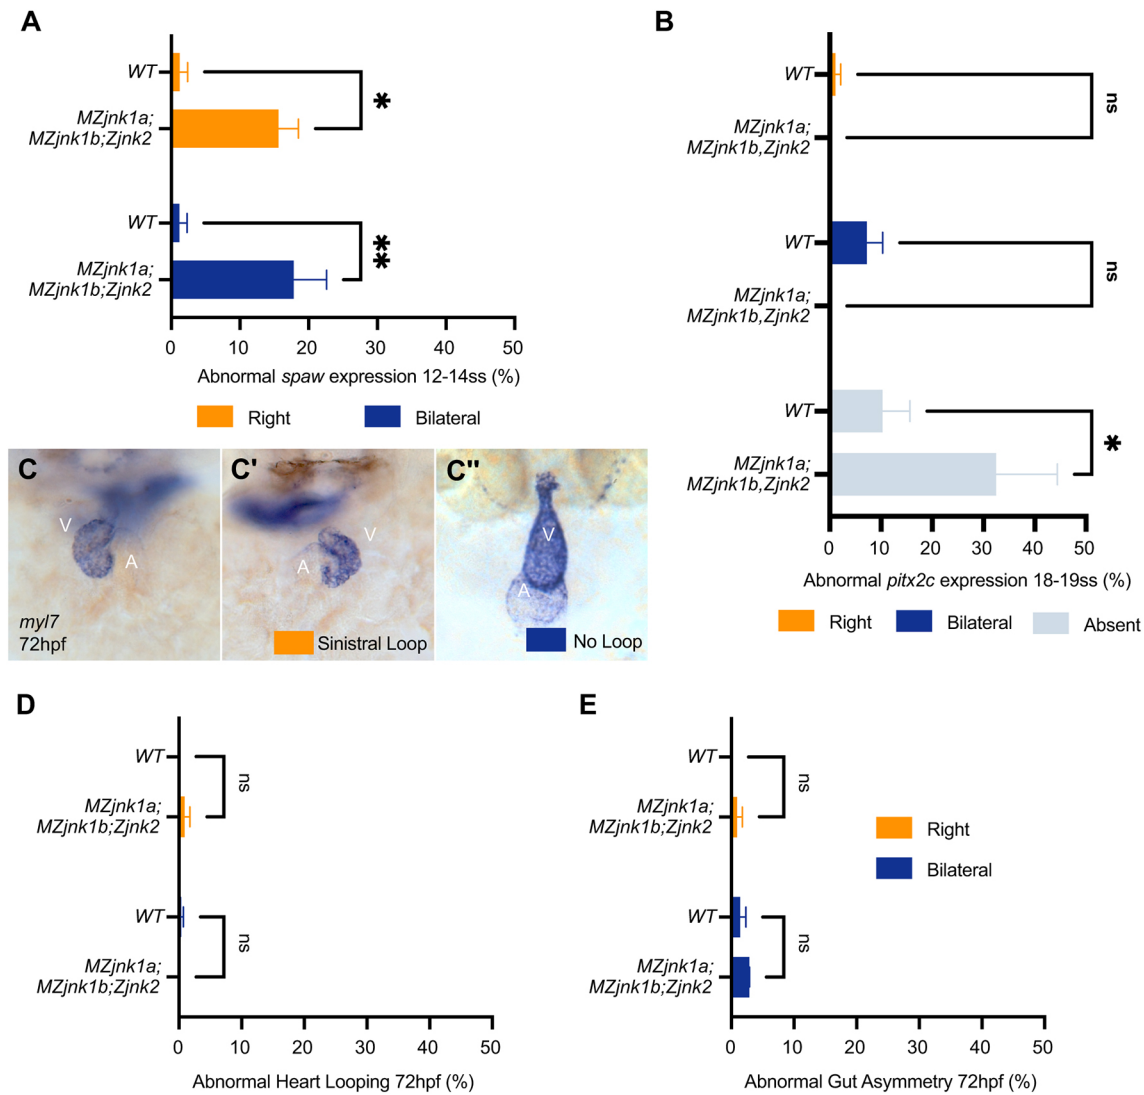 A
WT
MZjnk1a;
MZjnk1b;Zjnk2
*
WT
MZjnk1a;
MZjnk1b;Zjnk2
**
0 10 20 30 40 50
Abnormal spaw expression 12-14ss (%)
Right Bilateral
B
WT
MZjnk1a;
MZjnk1b,Zjnk2
ns
WT
MZjnk1a;
MZjnk1b,Zjnk2
ns
WT
MZjnk1a;
MZjnk1b,Zjnk2
*
0 10 20 30 40 50
Abnormal pitx2c expression 18-19ss (%)
Right Bilateral Absent
C
V
A
myl7
72hpf
C'
V
A
Sinistral Loop
C"
V
A
No Loop
D
WT
MZjnk1a;
MZjnk1b;Zjnk2
ns
WT
MZjnk1a;
MZjnk1b;Zjnk2
ns
0 10 20 30 40 50
Abnormal Heart Looping 72hpf (%)
E
WT
MZjnk1a;
MZjnk1b;Zjnk2
ns
WT
MZjnk1a;
MZjnk1b;Zjnk2
ns
Right
Bilateral
0 10 20 30 40 50
Abnormal Gut Asymmetry 72hpf (%)